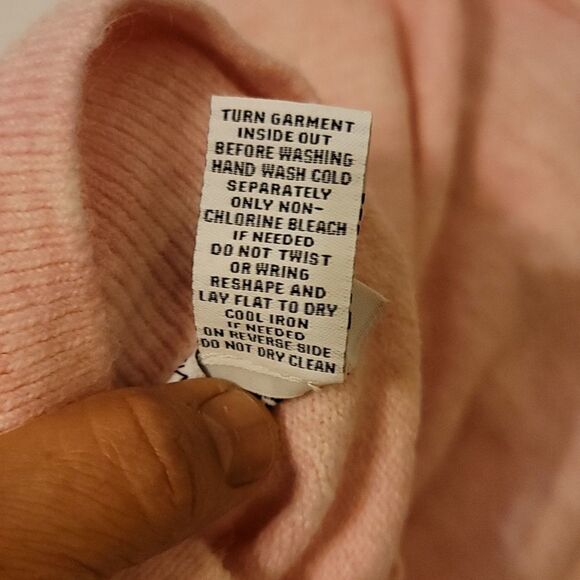 TURN GARMENT
INSIDE OUT
BEFORE WASHING
HAND WASH COLD
SEPARATELY
ONLY NON-
CHLORINE BLEACH
IF NEEDED
DO NOT TWIST
OR WRING
RESHAPE AND
LAY FLAT TO DRY
COOL IRON
IF NEEDED
ON REVERSE SIDE
DO NOT DRY CLEAN